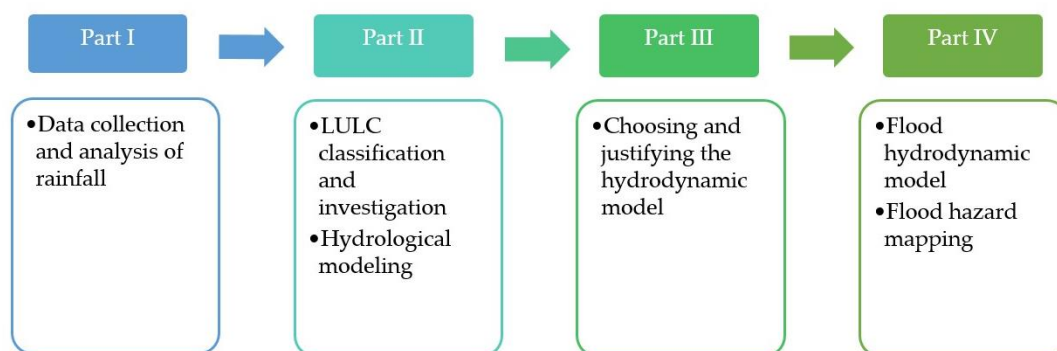 Part I
Part II
Part III
Part IV
•Data collection
and analysis of
rainfall
•LULC
classification
and
investigation
•Hydrological
modeling
•Choosing and
justifying the
hydrodynamic
model
•Flood
hydrodynamic
model
•Flood hazard
mapping